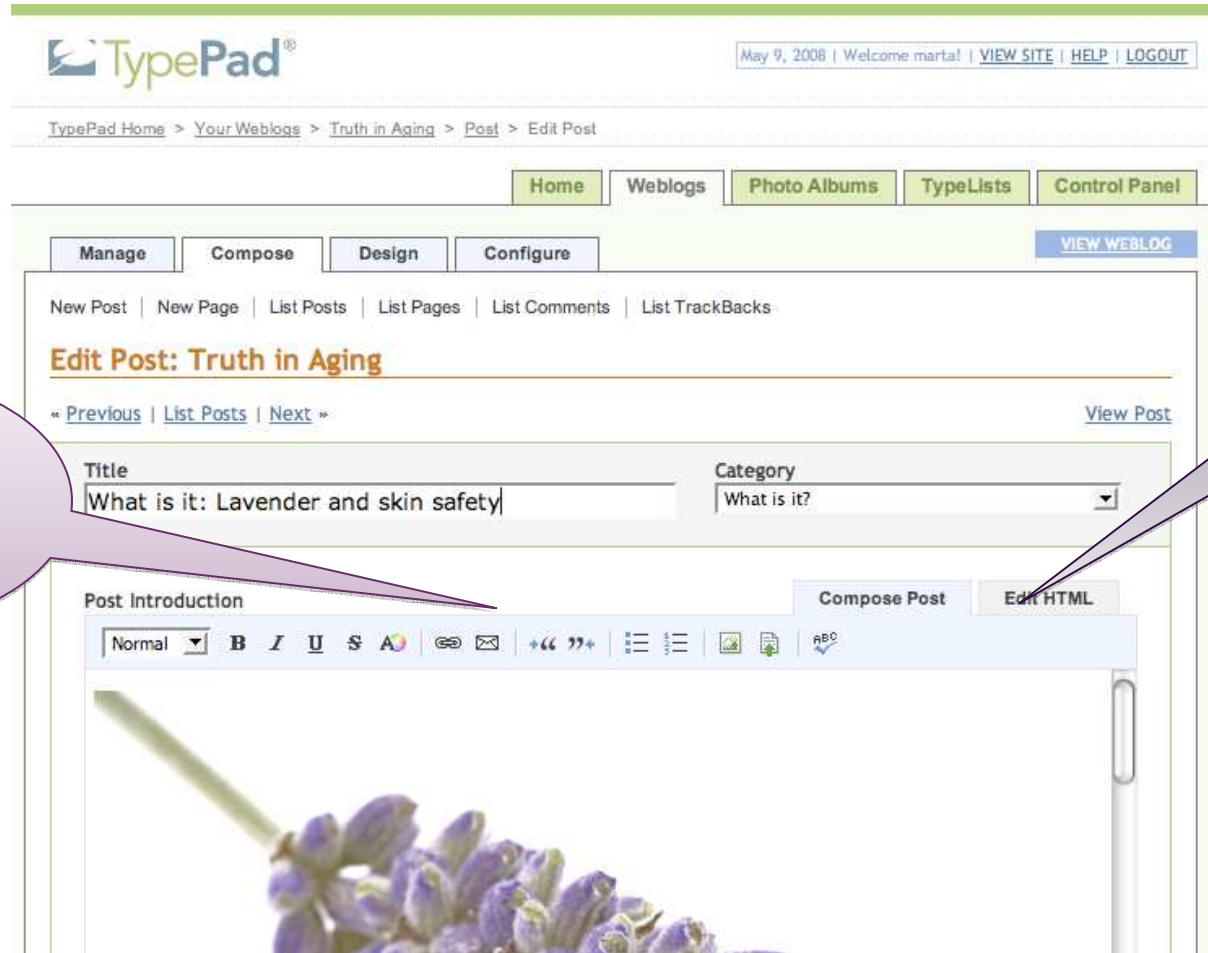 TypePad®
May 9, 2008 | Welcome marta! | VIEW SITE | HELP | LOGOUT
TypePad Home > Your Weblogs > Truth in Aging > Post > Edit Post
Home Weblogs Photo Albums TypeLists Control Panel
Manage Compose Design Configure VIEW WEBLOG
New Post | New Page | List Posts | List Pages | List Comments | List TrackBacks
Edit Post: Truth in Aging
« Previous | List Posts | Next » View Post
Title Category
What is it: Lavender and skin safety What is it?
Post Introduction Compose Post Edit HTML
Normal B I U S A ABC